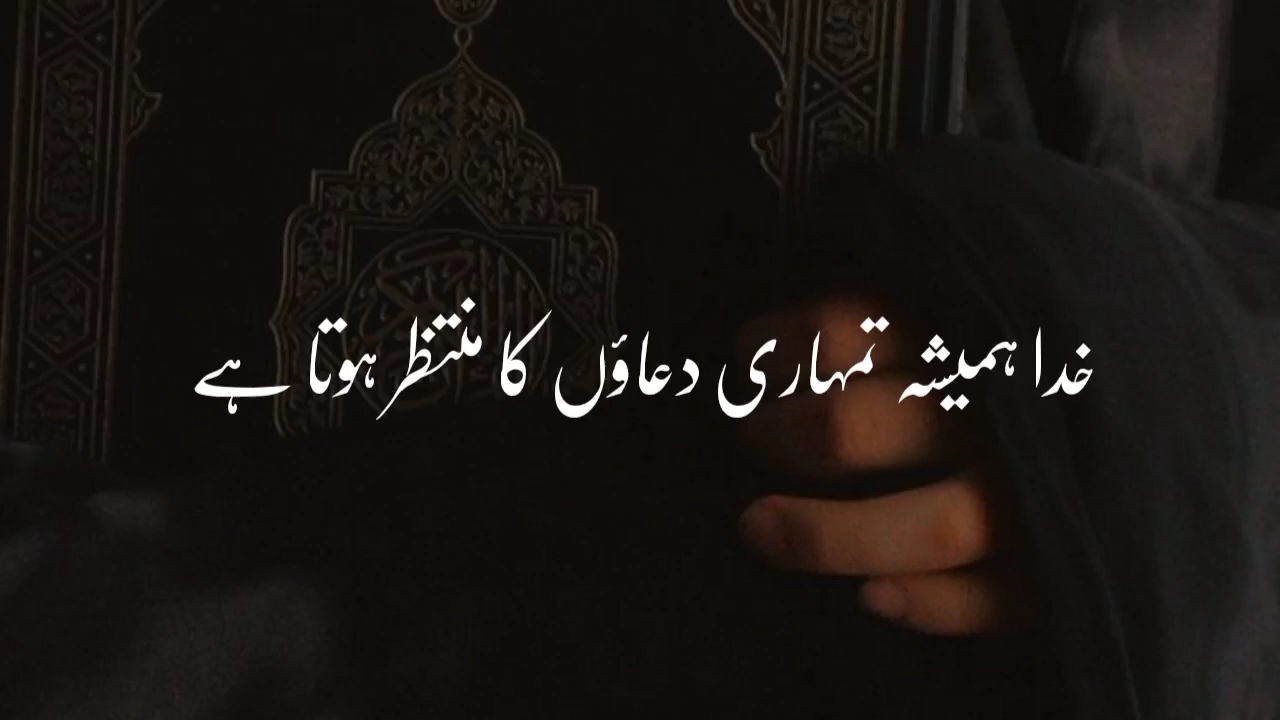 خدا ہمیشہ تمہاری دعاؤں کا منتظر ہوتا ہے